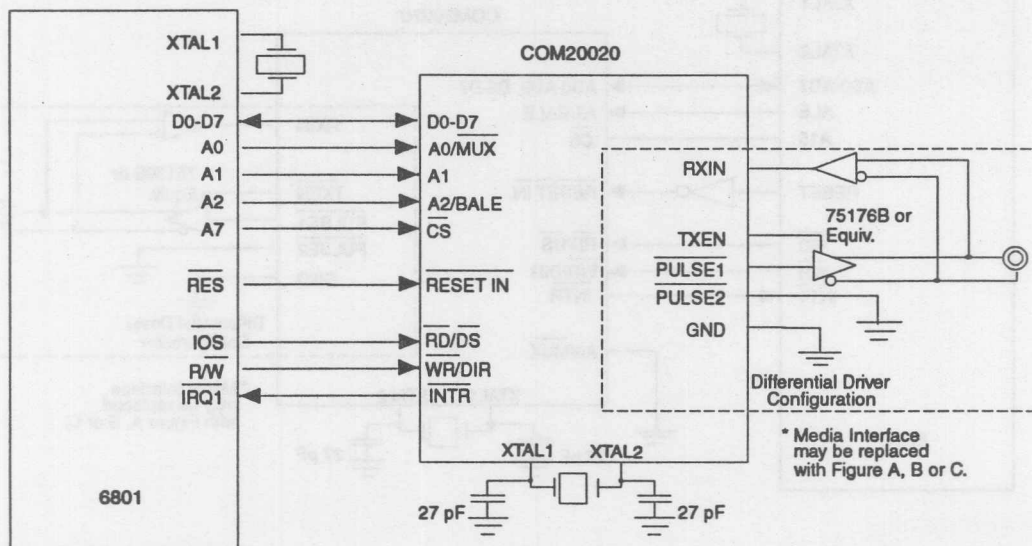 COM20020
XTAL1
XTAL2
D0-D7
A0
A1
A2
A7
RES
IOS
R/W
IRQ1
6801
D0-D7
A0/MUX
A1
A2/BALE
CS
RESET IN
RD/DS
WR/DIR
INTR
XTAL1 XTAL2
27 pF
27 pF
RXIN
TXEN
PULSE1
PULSE2
GND
75176B or
Equiv.
Differential Driver
Configuration
* Media Interface
may be replaced
with Figure A, B or C.